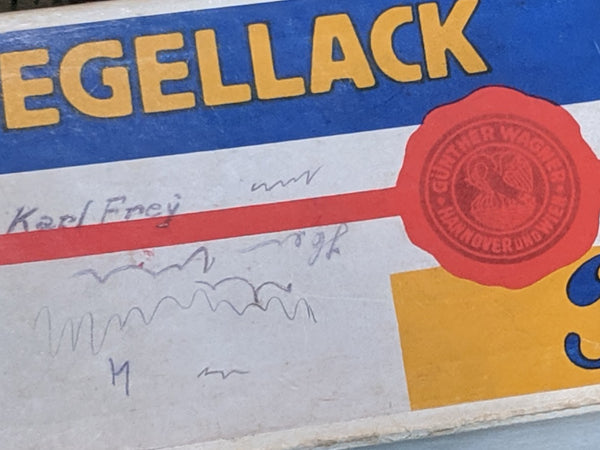 EGELLACK
GÜNTHER WAGNER
HANNOVER UND WIEN
Karl Frey